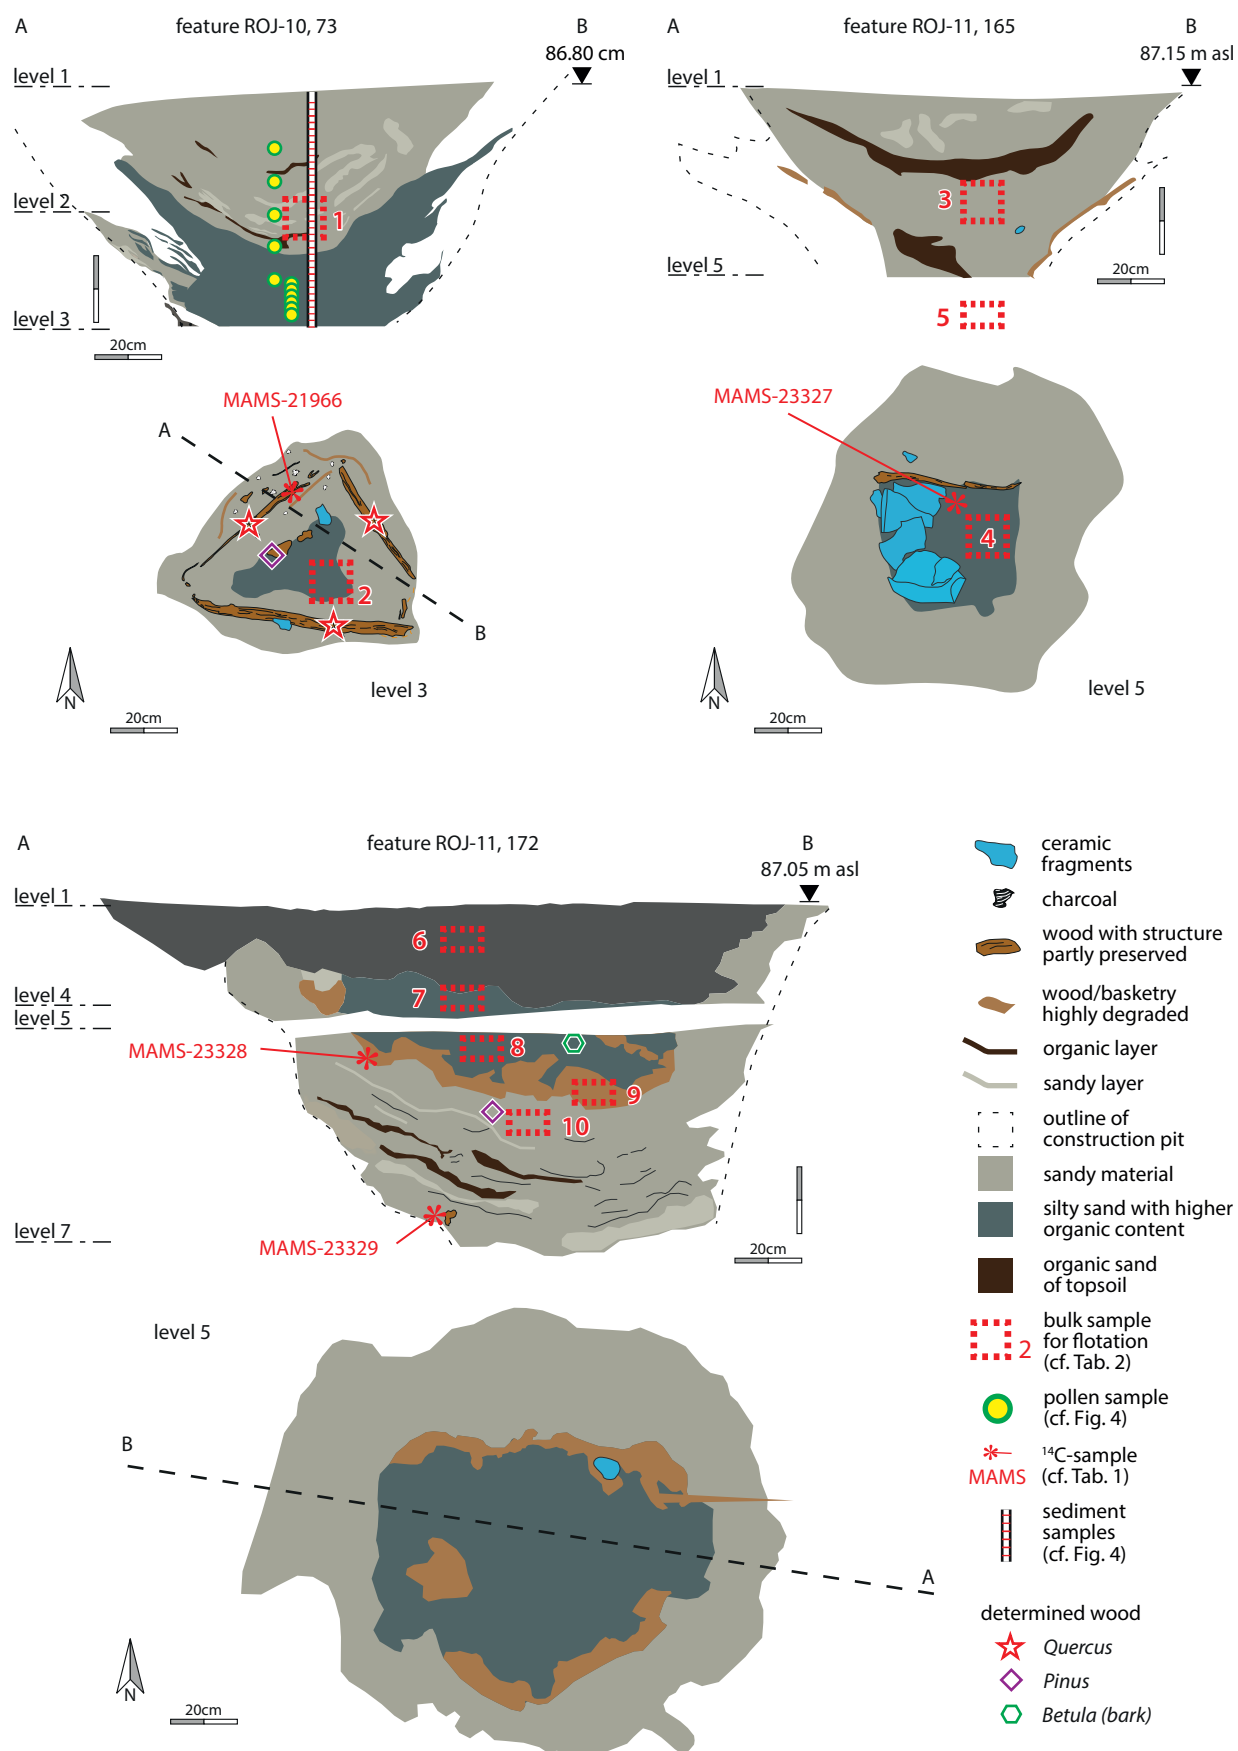 A
feature ROJ-10, 73
B
86.80 cm
level 1
level 2
level 3
20cm
1
MAMS-21966
A
B
2
N
20cm
level 3
A
feature ROJ-11, 165
B
87.15 m asl
level 1
level 5
3
20cm
5
MAMS-23327
4
N
20cm
level 5
A
feature ROJ-11, 172
B
87.05 m asl
level 1
level 4
level 5
level 7
6
7
8
9
10
MAMS-23328
MAMS-23329
20cm
level 5
B
A
N
20cm
ceramic
fragments
charcoal
wood with structure
partly preserved
wood/basketry
highly degraded
organic layer
sandy layer
outline of
construction pit
sandy material
silty sand with higher
organic content
organic sand
of topsoil
bulk sample
for flotation
2 (cf. Tab. 2)
pollen sample
(cf. Fig. 4)
14C-sample
MAMS (cf. Tab. 1)
sediment
samples
(cf. Fig. 4)
determined wood
Quercus
Pinus
Betula (bark)